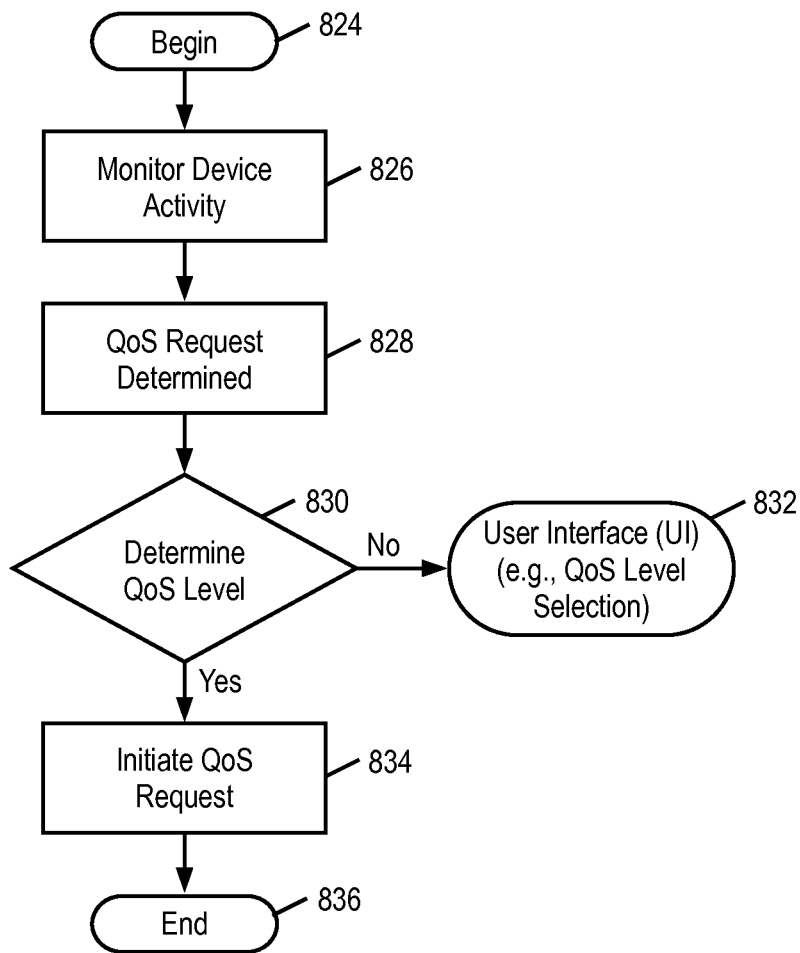 Begin
824
Monitor Device
Activity
826
QoS Request
Determined
828
Determine
QoS Level
830
No
User Interface (UI)
(e.g., QoS Level
Selection)
832
Yes
Initiate QoS
Request
834
End
836